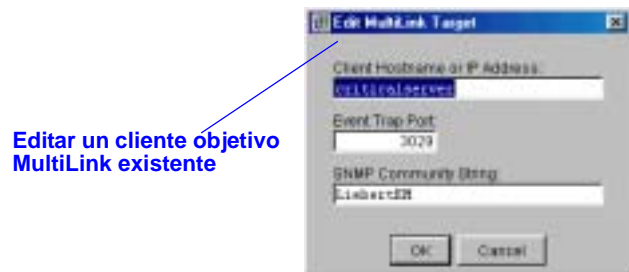 Edit MultiLink Target
Client Hostname or IP Address:
criticalserver
Event Trap Port:
3029
SNMP Community String:
LiebertEM
OK
Cancel
Editar un cliente objetivo
MultiLink existente